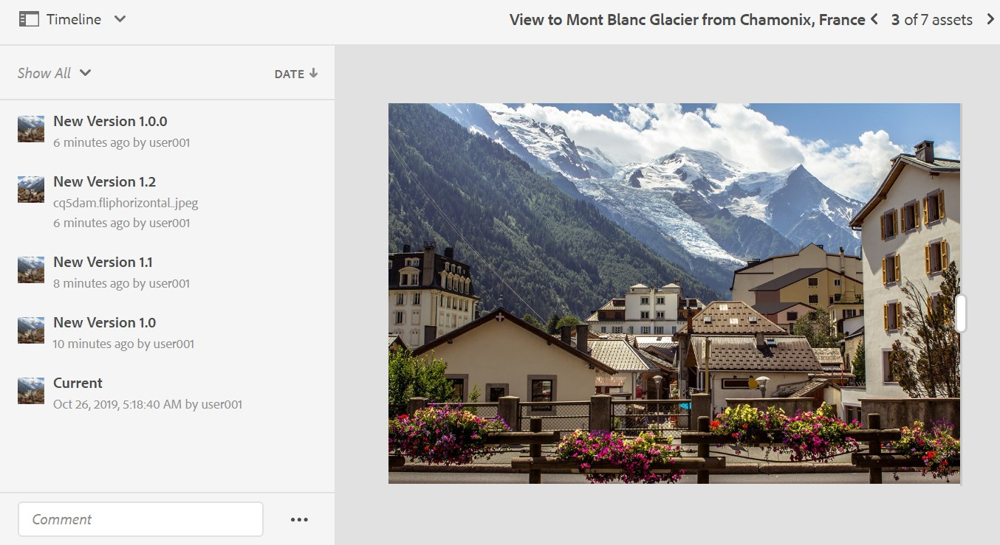 Timeline
View to Mont Blanc Glacier from Chamonix, France
3 of 7 assets
Show All
DATE
New Version 1.0.0
6 minutes ago by user001
New Version 1.2
cq5dam.fliphorizontal..jpeg
6 minutes ago by user001
New Version 1.1
8 minutes ago by user001
New Version 1.0
10 minutes ago by user001
Current
Oct 26, 2019, 5:18:40 AM by user001
Comment